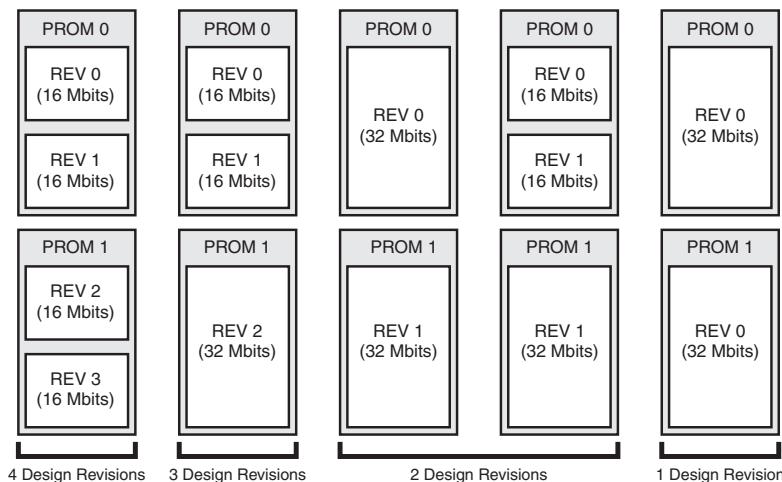 PROM 0
REV 0
(16 Mbits)
REV 1
(16 Mbits)
PROM 0
REV 0
(16 Mbits)
REV 1
(16 Mbits)
PROM 0
REV 0
(32 Mbits)
PROM 0
REV 0
(16 Mbits)
REV 1
(16 Mbits)
PROM 0
REV 0
(32 Mbits)
PROM 1
REV 2
(16 Mbits)
REV 3
(16 Mbits)
PROM 1
REV 2
(32 Mbits)
PROM 1
REV 1
(32 Mbits)
PROM 1
REV 1
(32 Mbits)
PROM 1
REV 0
(32 Mbits)
4 Design Revisions
3 Design Revisions
2 Design Revisions
1 Design Revision